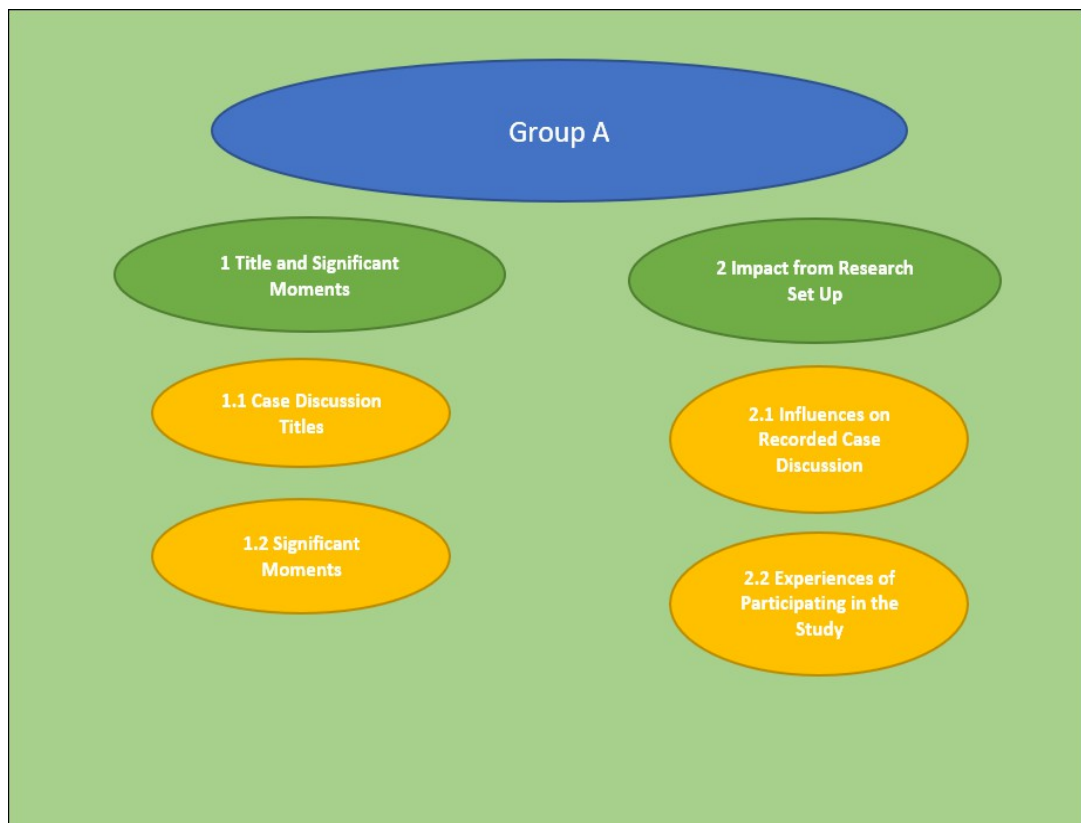 Group A
1 Title and Significant
Moments
2 Impact from Research
Set Up
1.1 Case Discussion
Titles
2.1 Influences on
Recorded Case
Discussion
1.2 Significant
Moments
2.2 Experiences of
Participating in the
Study